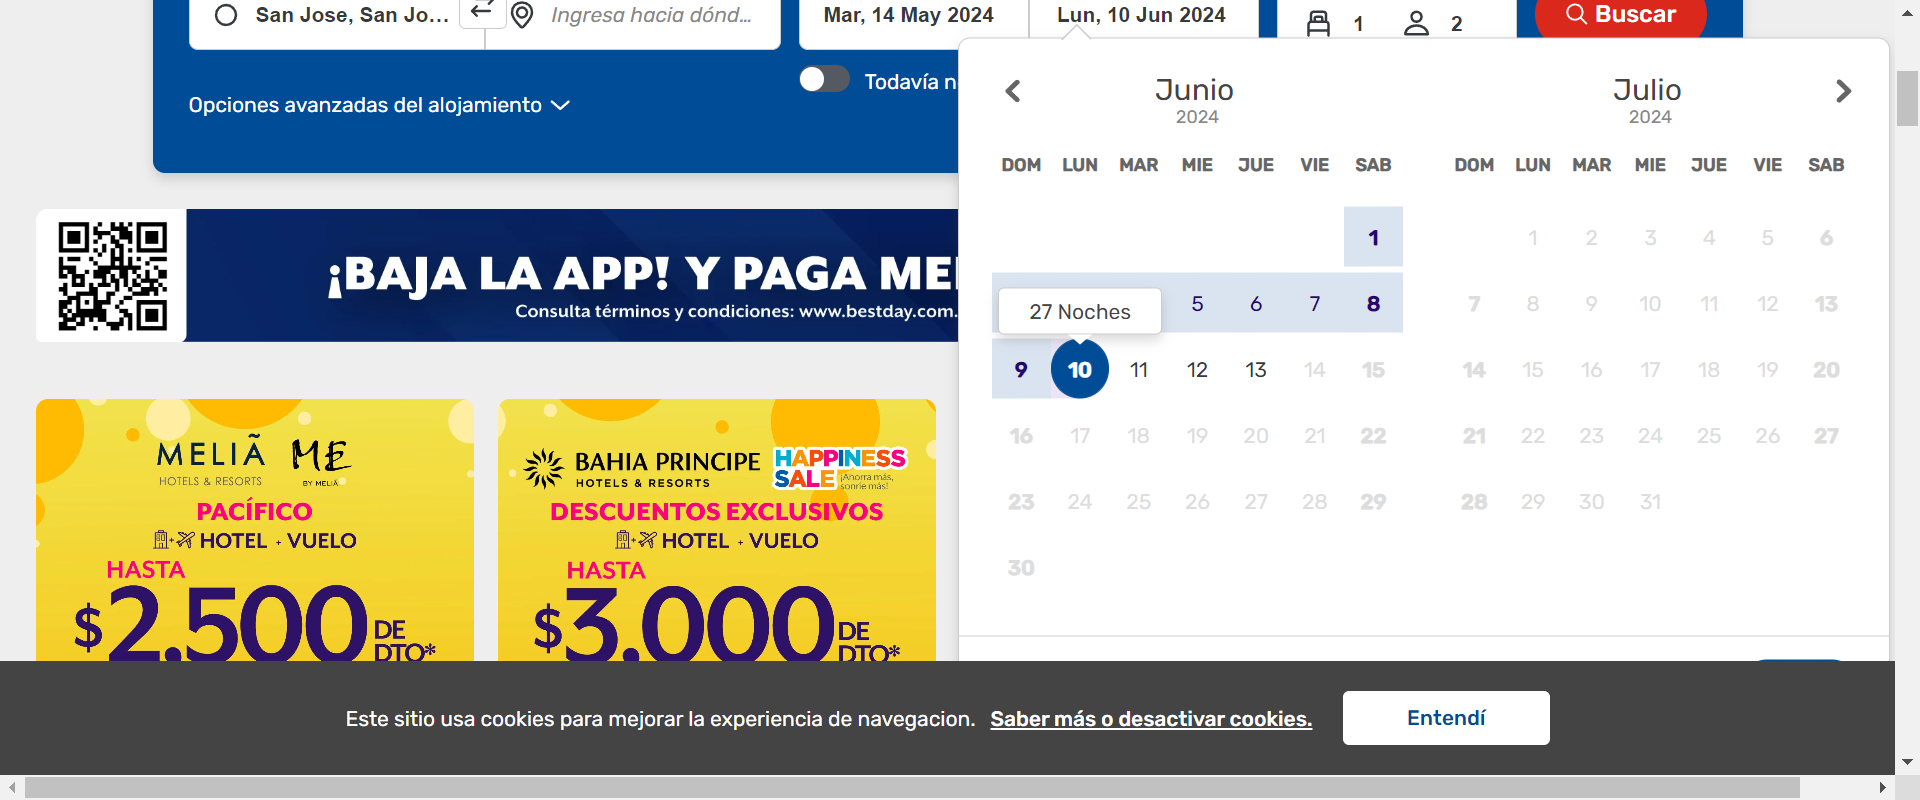 San Jose, San Jo...
Ingresa hacia dónd...
Mar, 14 May 2024
Lun, 10 Jun 2024
1
2
Buscar
Todavía n
Opciones avanzadas del alojamiento
¡BAJA LA APP! Y PAGA ME
Consulta términos y condiciones: www.bestday.com.
MELIÃ
HOTELS & RESORTS
ME
BY MELIÃ
PACÍFICO
HOTEL + VUELO
HASTA
$2.500
DE
DTO*
BAHIA PRINCIPE
HOTELS & RESORTS
HAPPINESS
SALE
¡Ahorra más,
sonríe más!
DESCUENTOS EXCLUSIVOS
HOTEL + VUELO
HASTA
$3.000
DE
DTO*
Junio
2024
DOM LUN MAR MIE JUE VIE SAB
1
27 Noches
5 6 7 8
9 10 11 12 13 14 15
16 17 18 19 20 21 22
23 24 25 26 27 28 29
30
Julio
2024
DOM LUN MAR MIE JUE VIE SAB
1 2 3 4 5 6
7 8 9 10 11 12 13
14 15 16 17 18 19 20
21 22 23 24 25 26 27
28 29 30 31
Este sitio usa cookies para mejorar la experiencia de navegacion. Saber más o desactivar cookies.
Entendí